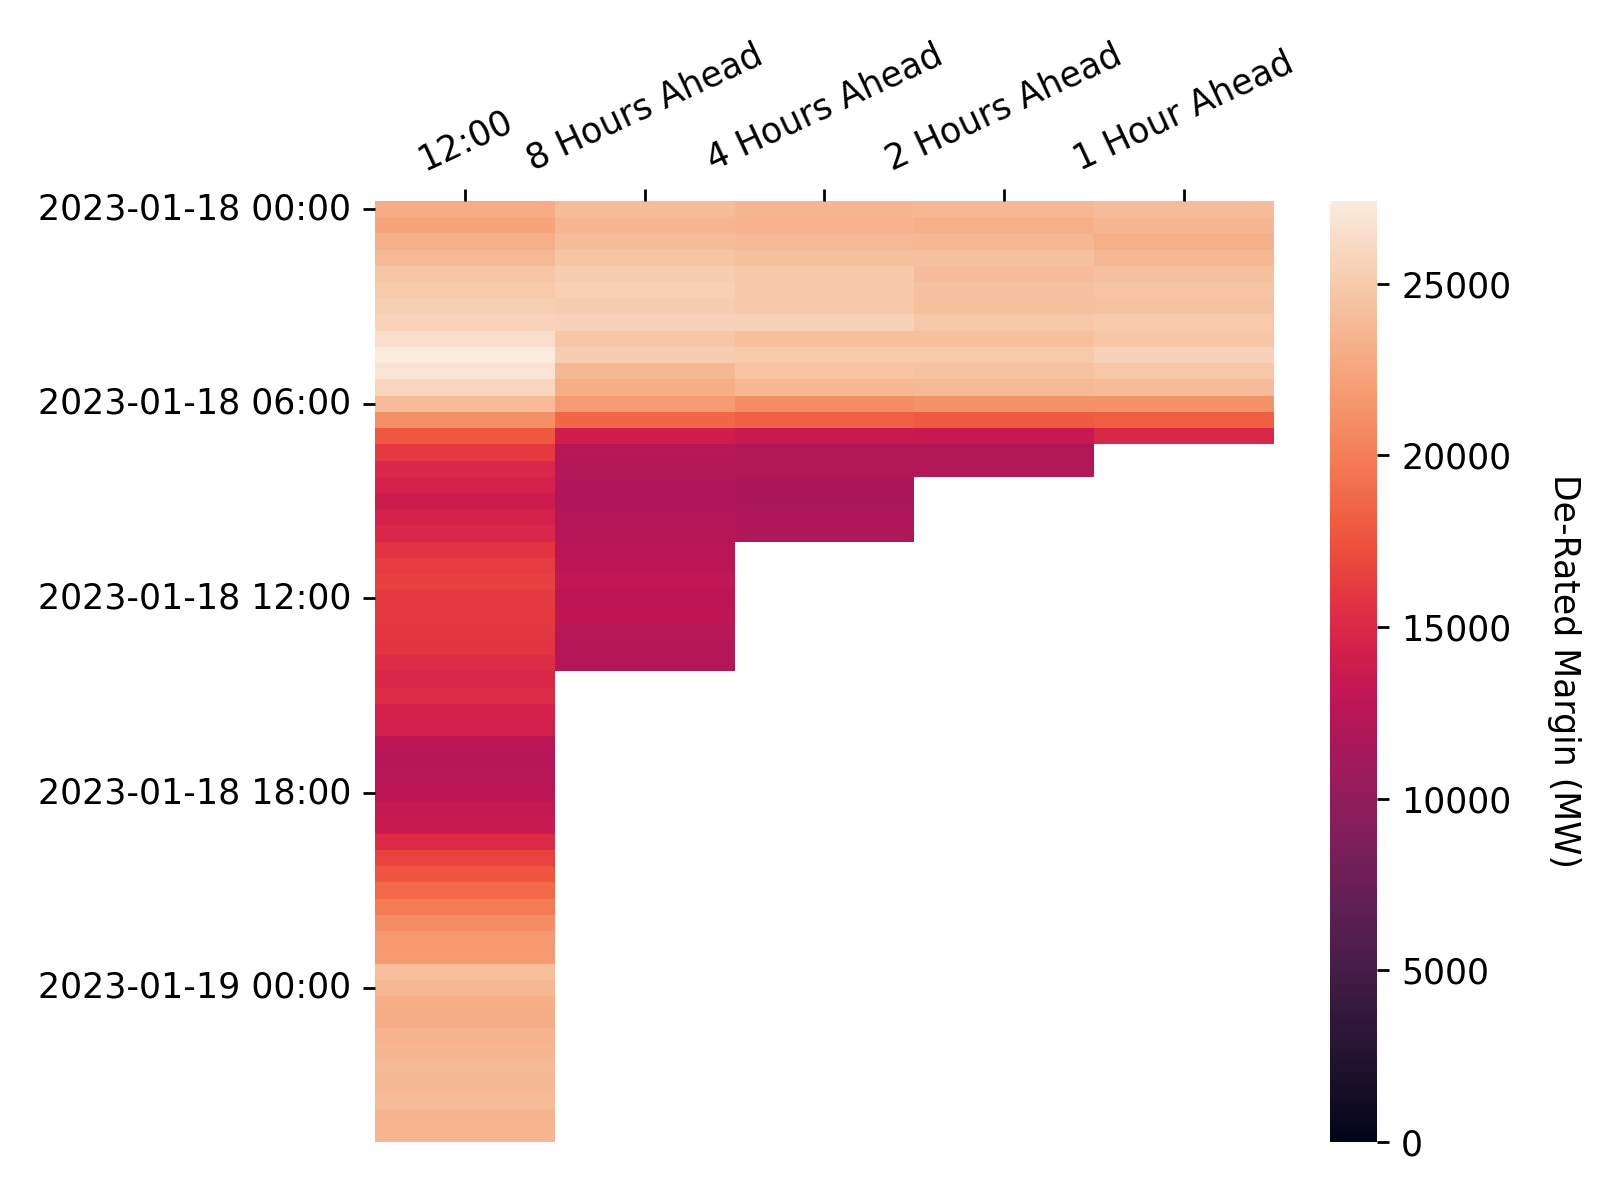 12:00
8 Hours Ahead
4 Hours Ahead
2 Hours Ahead
1 Hour Ahead
2023-01-18 00:00
2023-01-18 06:00
2023-01-18 12:00
2023-01-18 18:00
2023-01-19 00:00
25000
20000
15000
10000
5000
0
De-Rated Margin (MW)